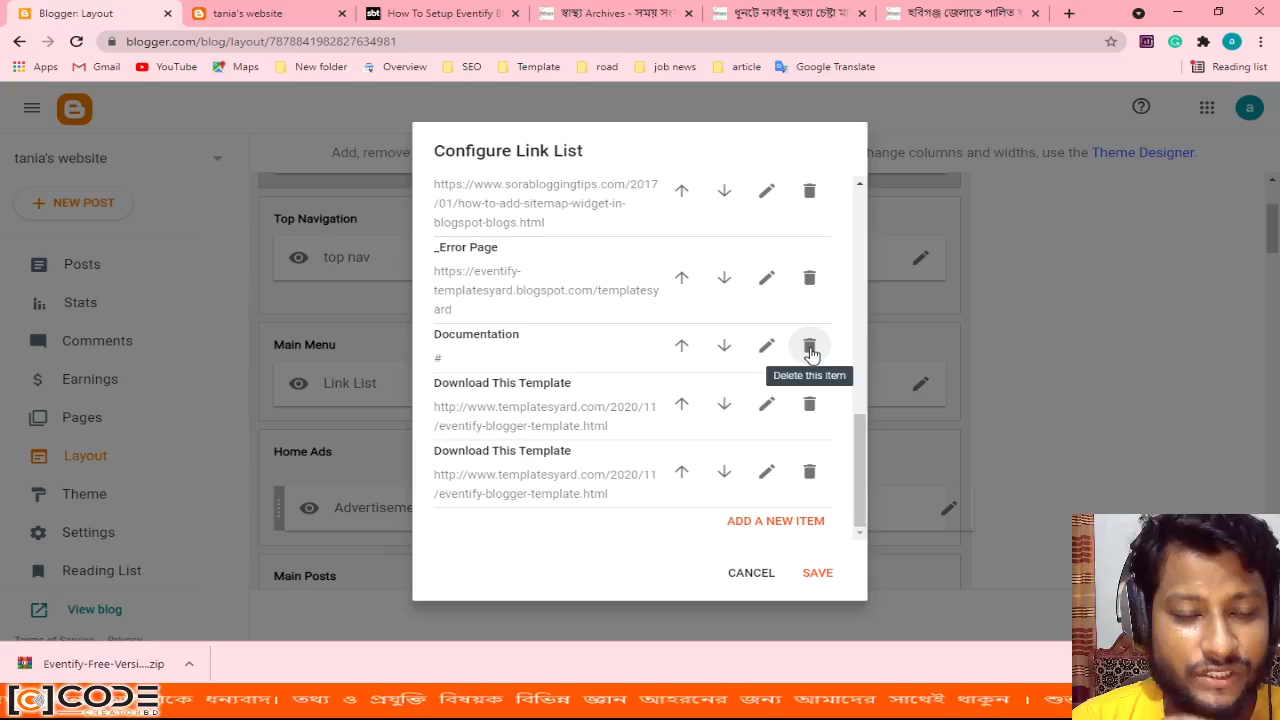 Blogger: Layout
tania's website
How To Setup Eventify B
স্বাস্থ্য Archives - সময় সং
ধুনটে নববঁধু হত্যা চেষ্টা মা
হবিগঞ্জ জেলাতে পালিত হ
blogger.com/blog/layout/7878841982827634981
Apps
Gmail
YouTube
Maps
New folder
Overview
SEO
Template
road
job news
article
Google Translate
Reading list
tania's website
Add, remove
change columns and widths, use the Theme Designer.
NEW POST
Posts
Stats
Comments
Earnings
Pages
Layout
Theme
Settings
Reading List
View blog
Terms of Service · Privacy ·
Top Navigation
top nav
Main Menu
Link List
Home Ads
Advertiseme
Main Posts
Configure Link List
https://www.sorabloggingtips.com/2017
/01/how-to-add-sitemap-widget-in-
blogspot-blogs.html
_Error Page
https://eventify-
templatesyard.blogspot.com/templatesy
ard
Documentation
#
Delete this item
Download This Template
http://www.templatesyard.com/2020/11
/eventify-blogger-template.html
Download This Template
http://www.templatesyard.com/2020/11
/eventify-blogger-template.html
ADD A NEW ITEM
CANCEL
SAVE
Eventify-Free-Versi....zip
CODE
CREATORBD
কে ধন্যবাদ। তথ্য ও প্রযুক্তি বিষয়ক বিভিন্ন জ্ঞান আহরনের জন্য আমাদের সাথেই থাকুন ।